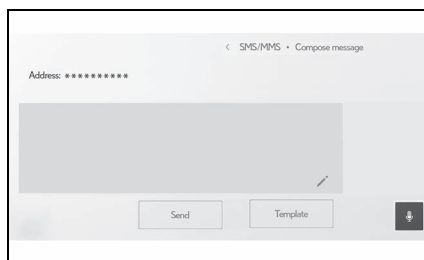 < SMS/MMS • Compose message
Address: **********
Send
Template